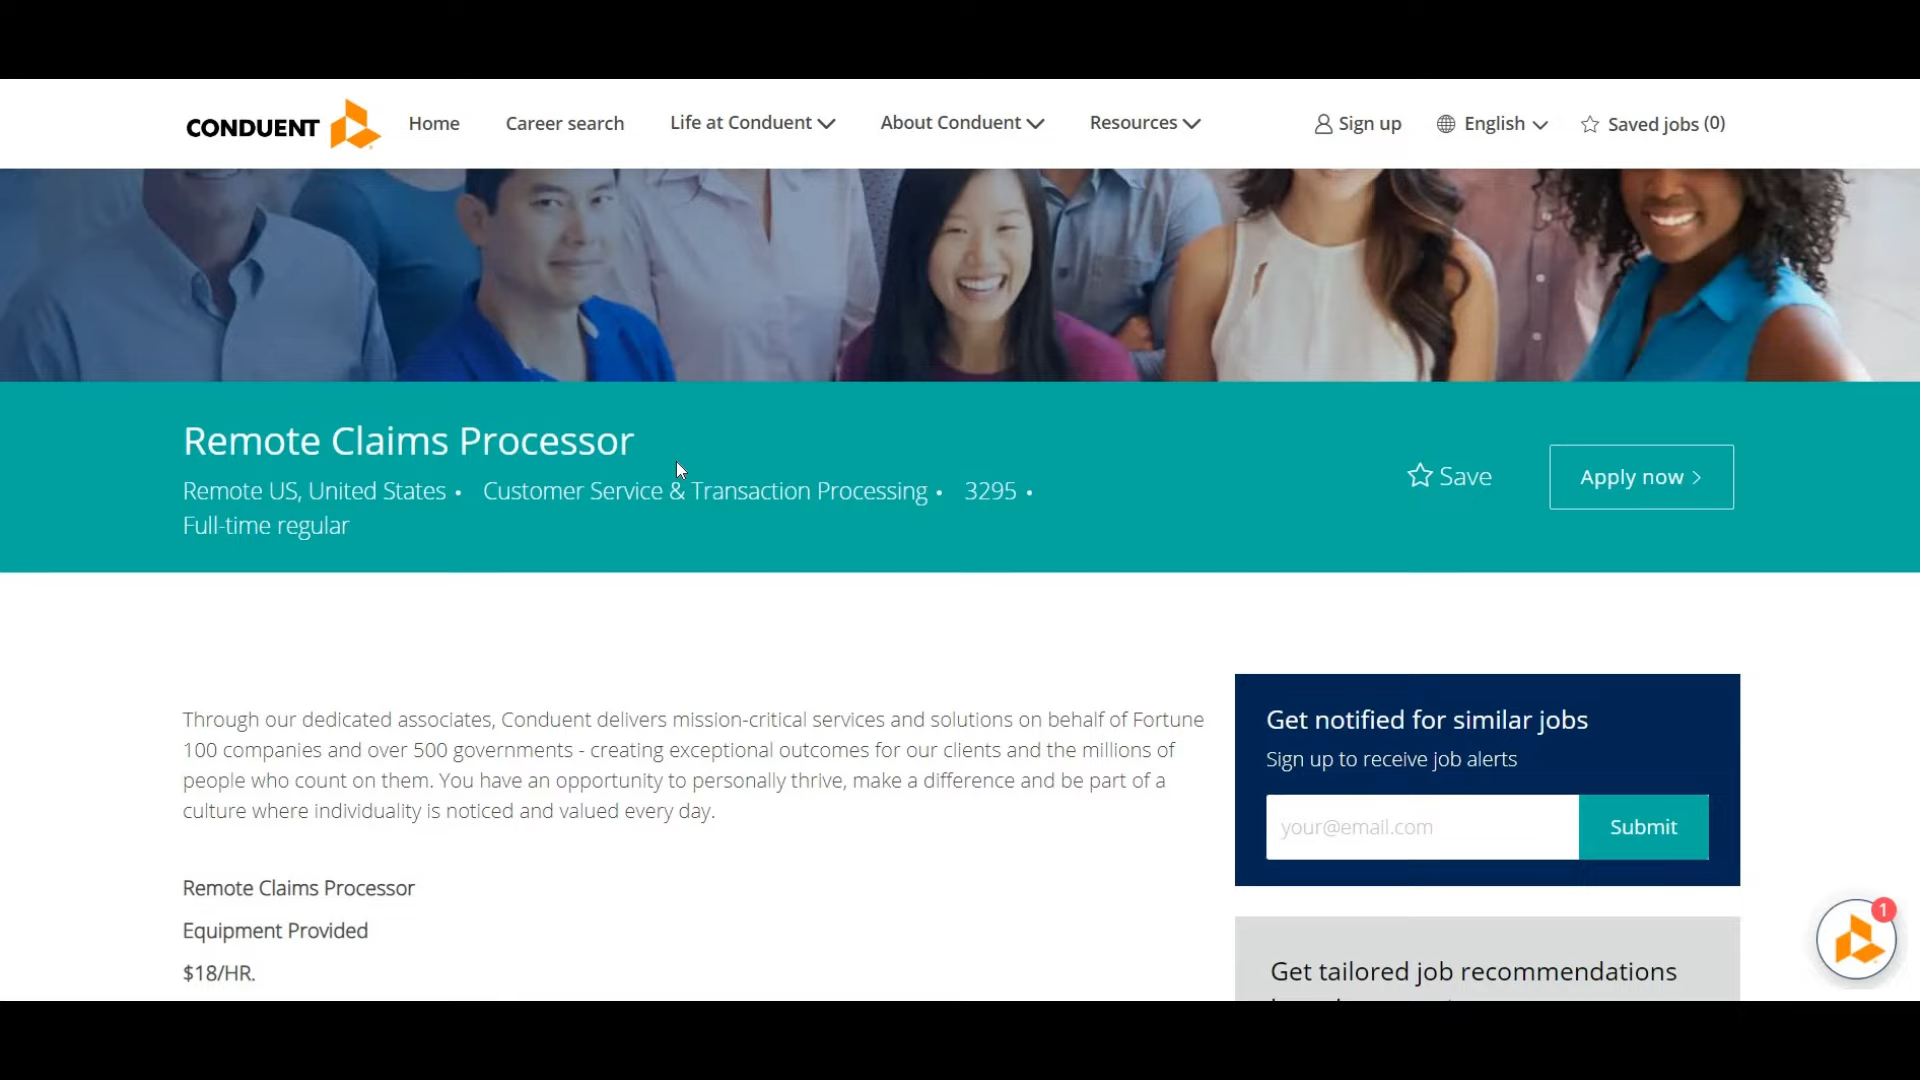 CONDUENT
Home
Career search
Life at Conduent
About Conduent
Resources
Sign up
English
Saved jobs (0)
Remote Claims Processor
Remote US, United States • Customer Service & Transaction Processing • 3295 •
Full-time regular
Save
Apply now >
Through our dedicated associates, Conduent delivers mission-critical services and solutions on behalf of Fortune
100 companies and over 500 governments - creating exceptional outcomes for our clients and the millions of
people who count on them. You have an opportunity to personally thrive, make a difference and be part of a
culture where individuality is noticed and valued every day.
Remote Claims Processor
Equipment Provided
$18/HR.
Get notified for similar jobs
Sign up to receive job alerts
your@email.com
Submit
1
Get tailored job recommendations